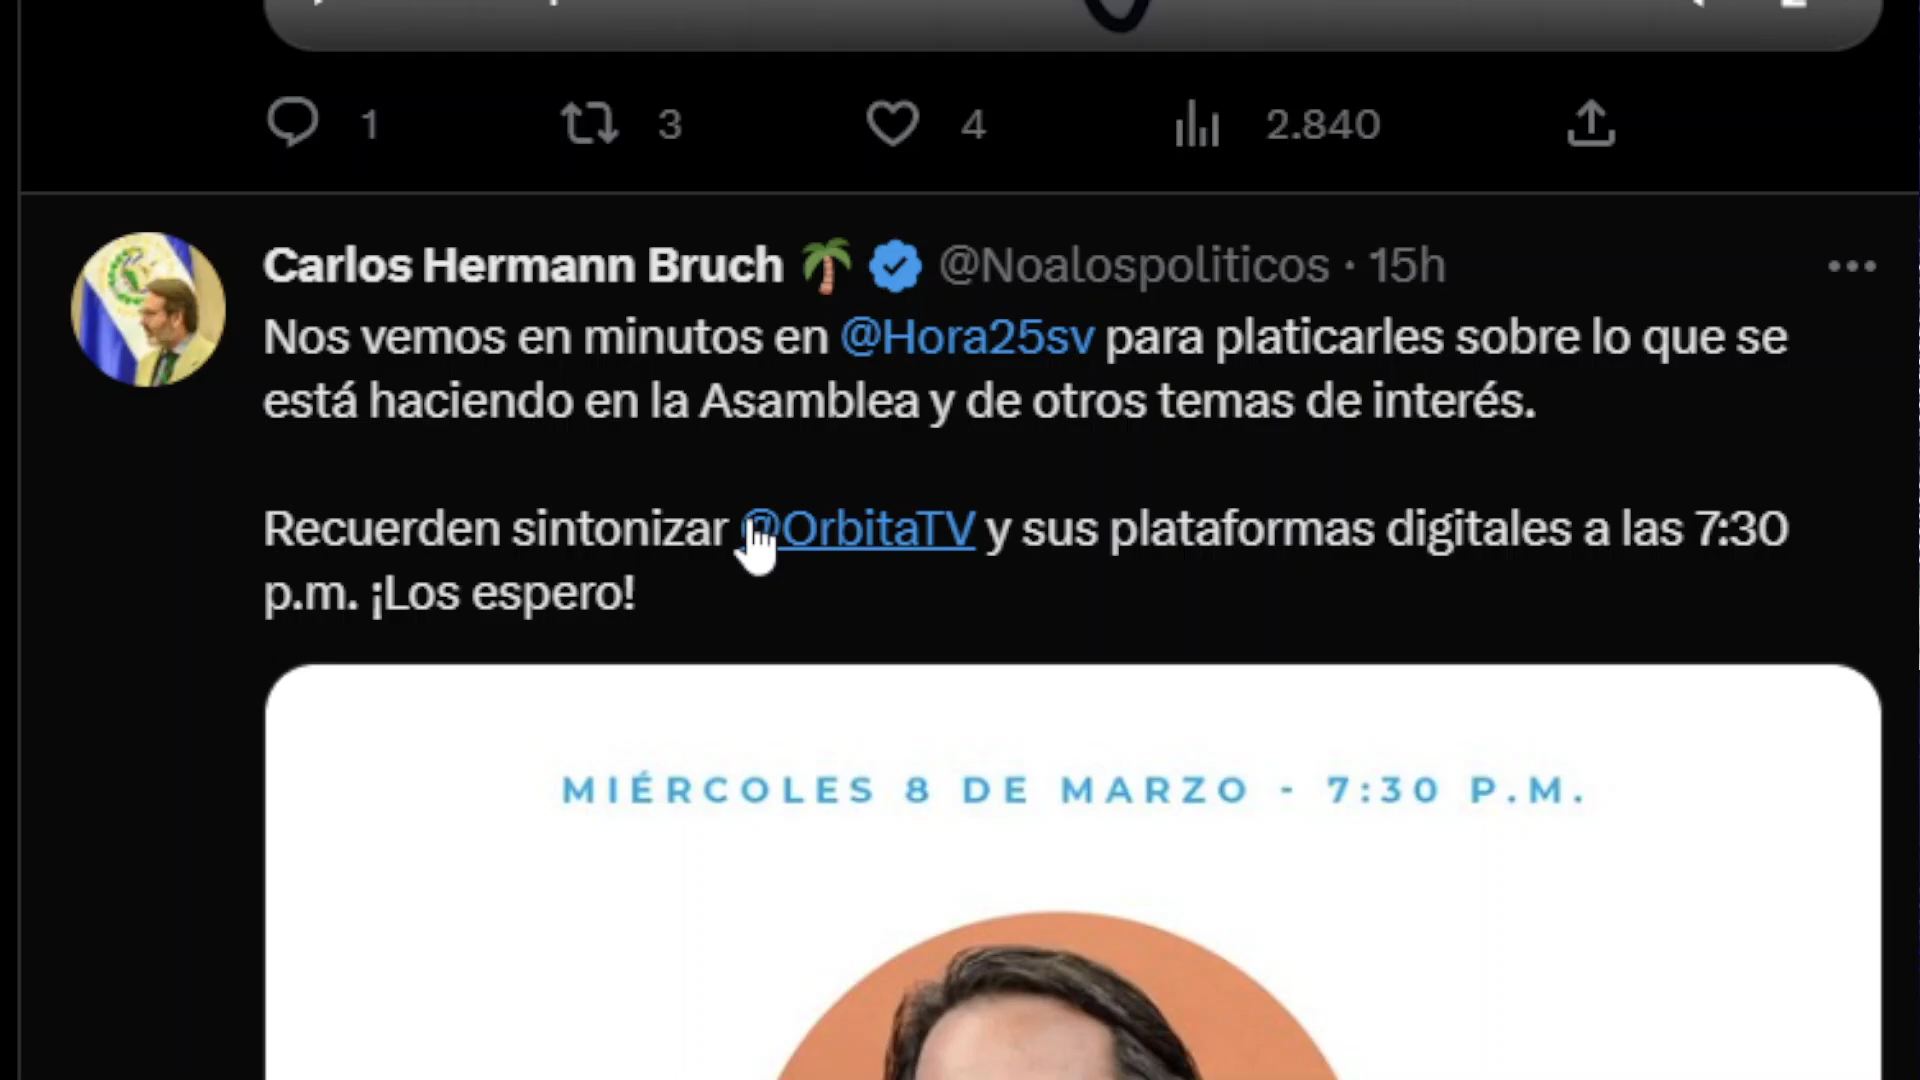 1 3 4 2.840
Carlos Hermann Bruch 🌴 @Noalospoliticos · 15h
Nos vemos en minutos en @Hora25sv para platicarles sobre lo que se
está haciendo en la Asamblea y de otros temas de interés.
Recuerden sintonizar @OrbitaTV y sus plataformas digitales a las 7:30
p.m. ¡Los espero!
MIÉRCOLES 8 DE MARZO - 7:30 P.M.